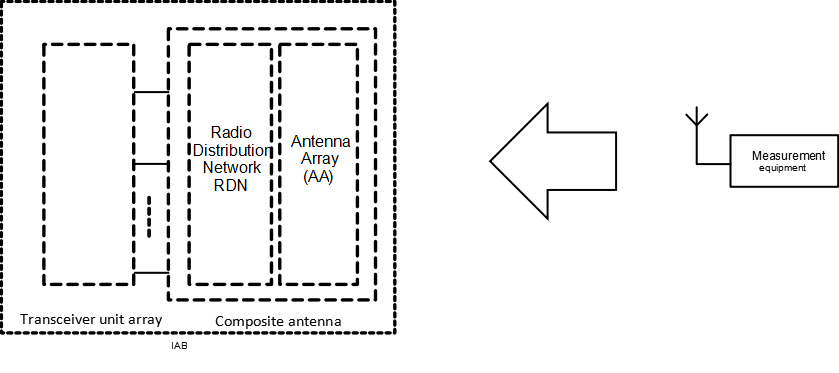 Radio
Distribution
Network
RDN
Antenna
Array
(AA)
Measurement
equipment
Transceiver unit array
Composite antenna
IAB